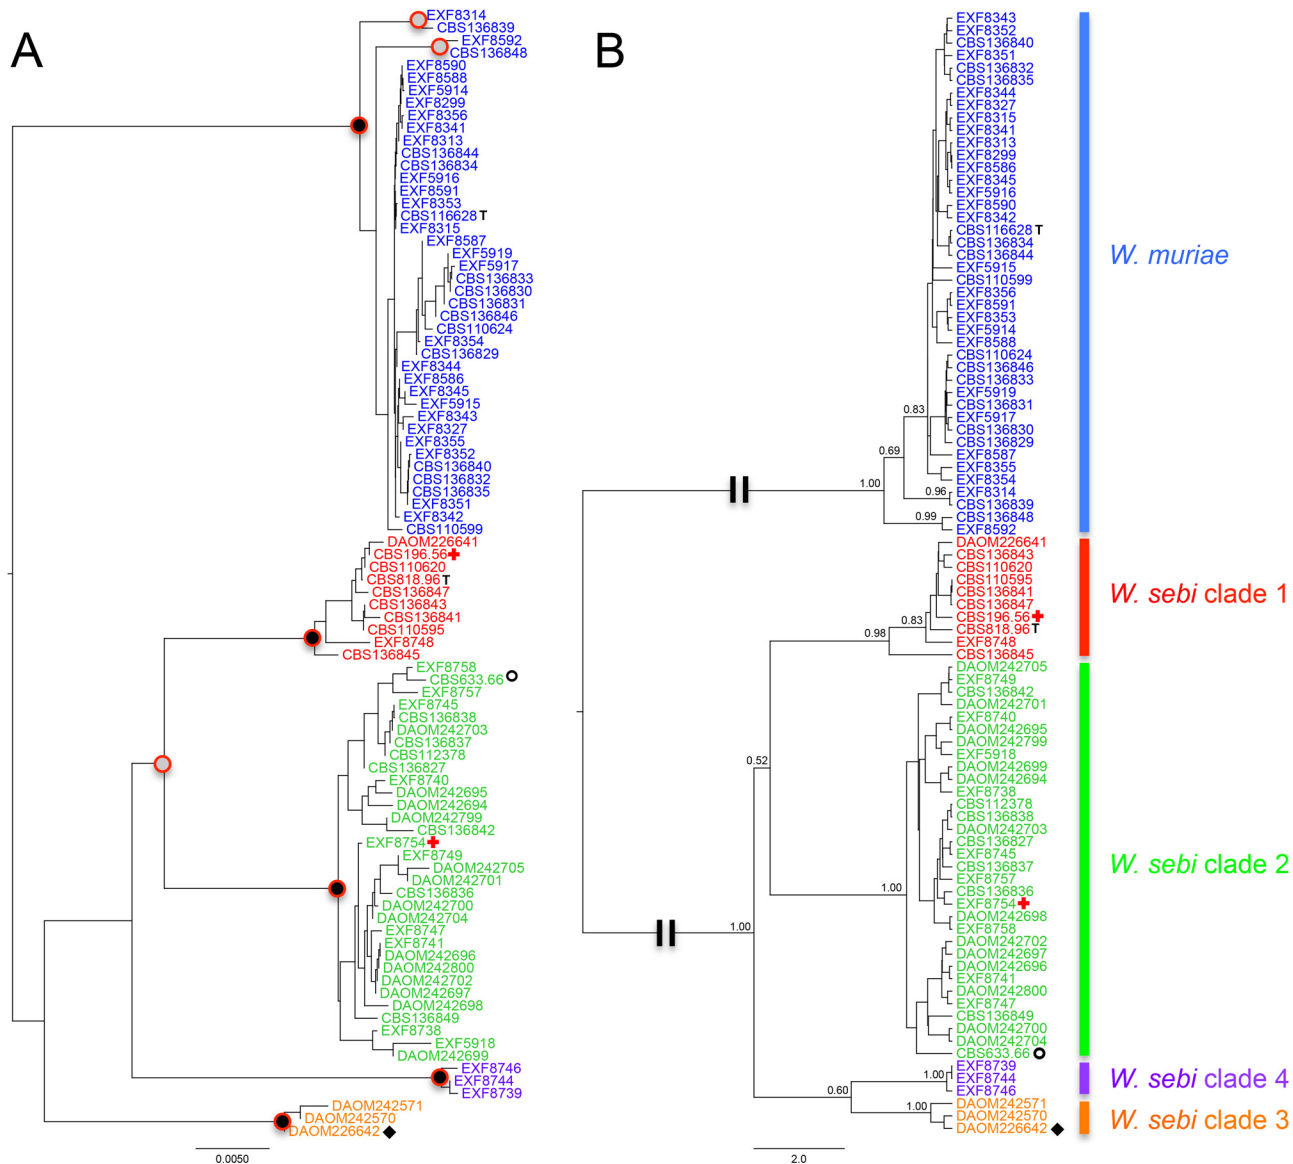 A
EXF8314
CBS136839
EXF8592
CBS136848
EXF8590
EXF8588
EXF5914
EXF8299
EXF8356
EXF8341
EXF8313
CBS136844
CBS136834
EXF5916
EXF8591
EXF8353
CBS116628 T
EXF8315
EXF8587
EXF5919
EXF5917
CBS136833
CBS136830
CBS136831
CBS136846
CBS110624
EXF8354
CBS136829
EXF8344
EXF8586
EXF8345
EXF5915
EXF8343
EXF8327
EXF8355
EXF8352
CBS136840
CBS136832
CBS136835
EXF8351
EXF8342
CBS110599
DAOM226641
CBS196.56
CBS110620
CBS818.96 T
CBS136847
CBS136843
CBS136841
CBS110595
EXF8748
CBS136845
EXF8758
CBS633.66
EXF8757
EXF8745
CBS136838
DAOM242703
CBS136837
CBS112378
CBS136827
EXF8740
DAOM242695
DAOM242694
DAOM242799
CBS136842
EXF8754
EXF8749
DAOM242705
DAOM242701
CBS136836
DAOM242700
DAOM242704
EXF8747
EXF8741
DAOM242696
DAOM242800
DAOM242702
DAOM242697
DAOM242698
CBS136849
EXF8738
EXF5918
DAOM242699
EXF8746
EXF8744
EXF8739
DAOM242571
DAOM242570
DAOM226642
0.0050
B
EXF8343
EXF8352
CBS136840
EXF8351
CBS136832
CBS136835
EXF8344
EXF8327
EXF8315
EXF8341
EXF8313
EXF8299
EXF8586
EXF8345
EXF5916
EXF8590
EXF8342
CBS116628 T
CBS136834
CBS136844
EXF5915
CBS110599
EXF8356
EXF8591
EXF8353
EXF5914
EXF8588
CBS110624
CBS136846
CBS136833
EXF5919
CBS136831
EXF5917
CBS136830
CBS136829
EXF8587
EXF8355
EXF8354
EXF8314
CBS136839
CBS136848
EXF8592
DAOM226641
CBS136843
CBS110620
CBS110595
CBS136841
CBS136847
CBS196.56
CBS818.96 T
EXF8748
CBS136845
DAOM242705
EXF8749
CBS136842
DAOM242701
EXF8740
DAOM242695
DAOM242799
EXF5918
DAOM242699
DAOM242694
EXF8738
CBS112378
CBS136838
DAOM242703
CBS136827
EXF8745
CBS136837
EXF8757
CBS136836
EXF8754
DAOM242698
EXF8758
DAOM242702
DAOM242697
DAOM242696
EXF8741
DAOM242800
EXF8747
CBS136849
DAOM242700
DAOM242704
CBS633.66
EXF8739
EXF8744
EXF8746
DAOM242571
DAOM242570
DAOM226642
0.83
0.69
1.00
0.96
0.99
0.83
0.98
0.52
1.00
1.00
1.00
0.60
1.00
2.0
W. muriae
W. sebi clade 1
W. sebi clade 2
W. sebi clade 4
W. sebi clade 3